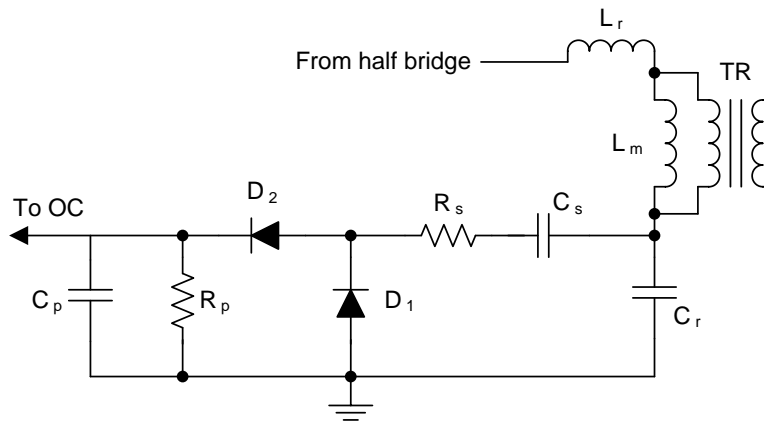 L r
From half bridge
TR
L m
D 2
R s
C s
To OC
C p
R p
D 1
C r